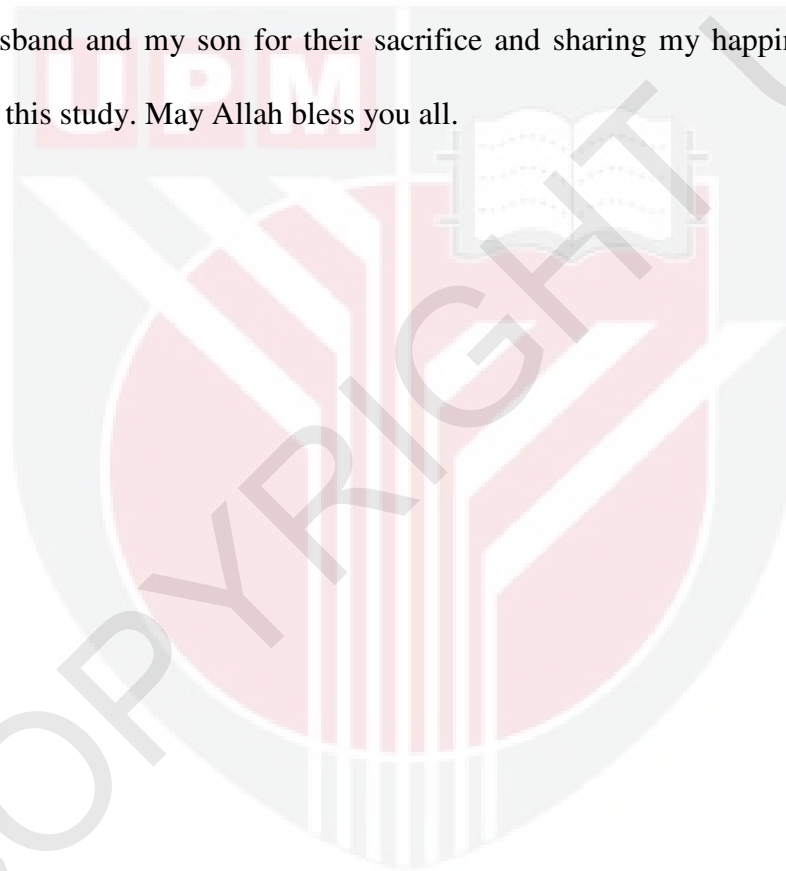 sband and my son for their sacrifice and sharing my happin
this study. May Allah bless you all.
UPM
COPYRIGHT U